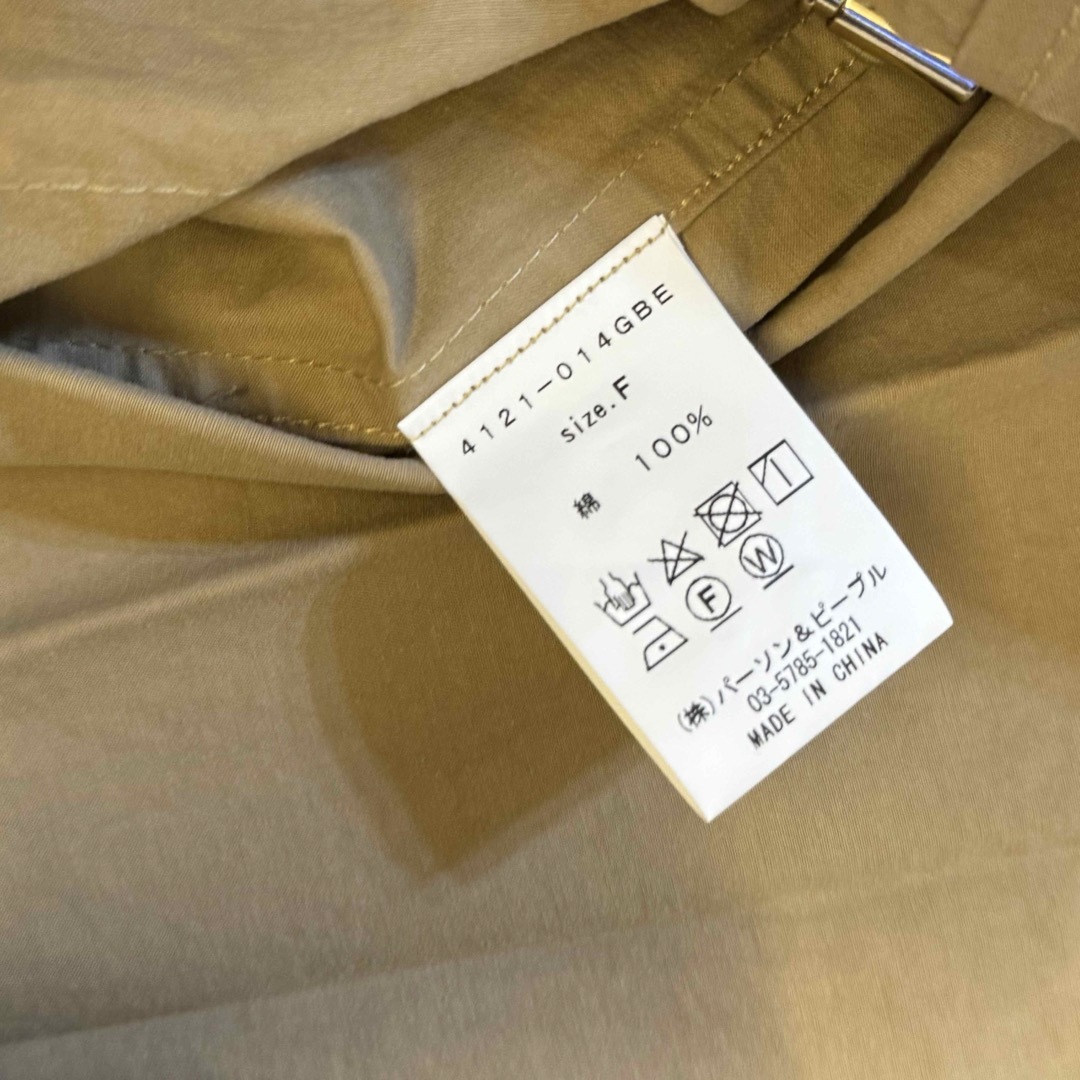 4121-014GBE
size.F
綿 100%
F W
(株)パーソン&ピープル
03-5785-1821
MADE IN CHINA